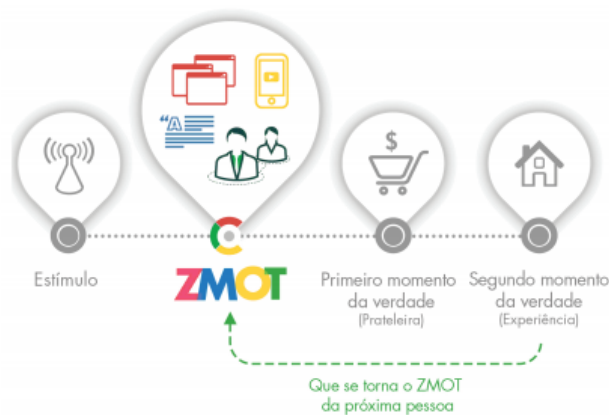 “A
$
Estímulo
ZMOT
Primeiro momento
da verdade
(Prateleira)
Segundo momento
da verdade
(Experiência)
Que se torna o ZMOT
da próxima pessoa